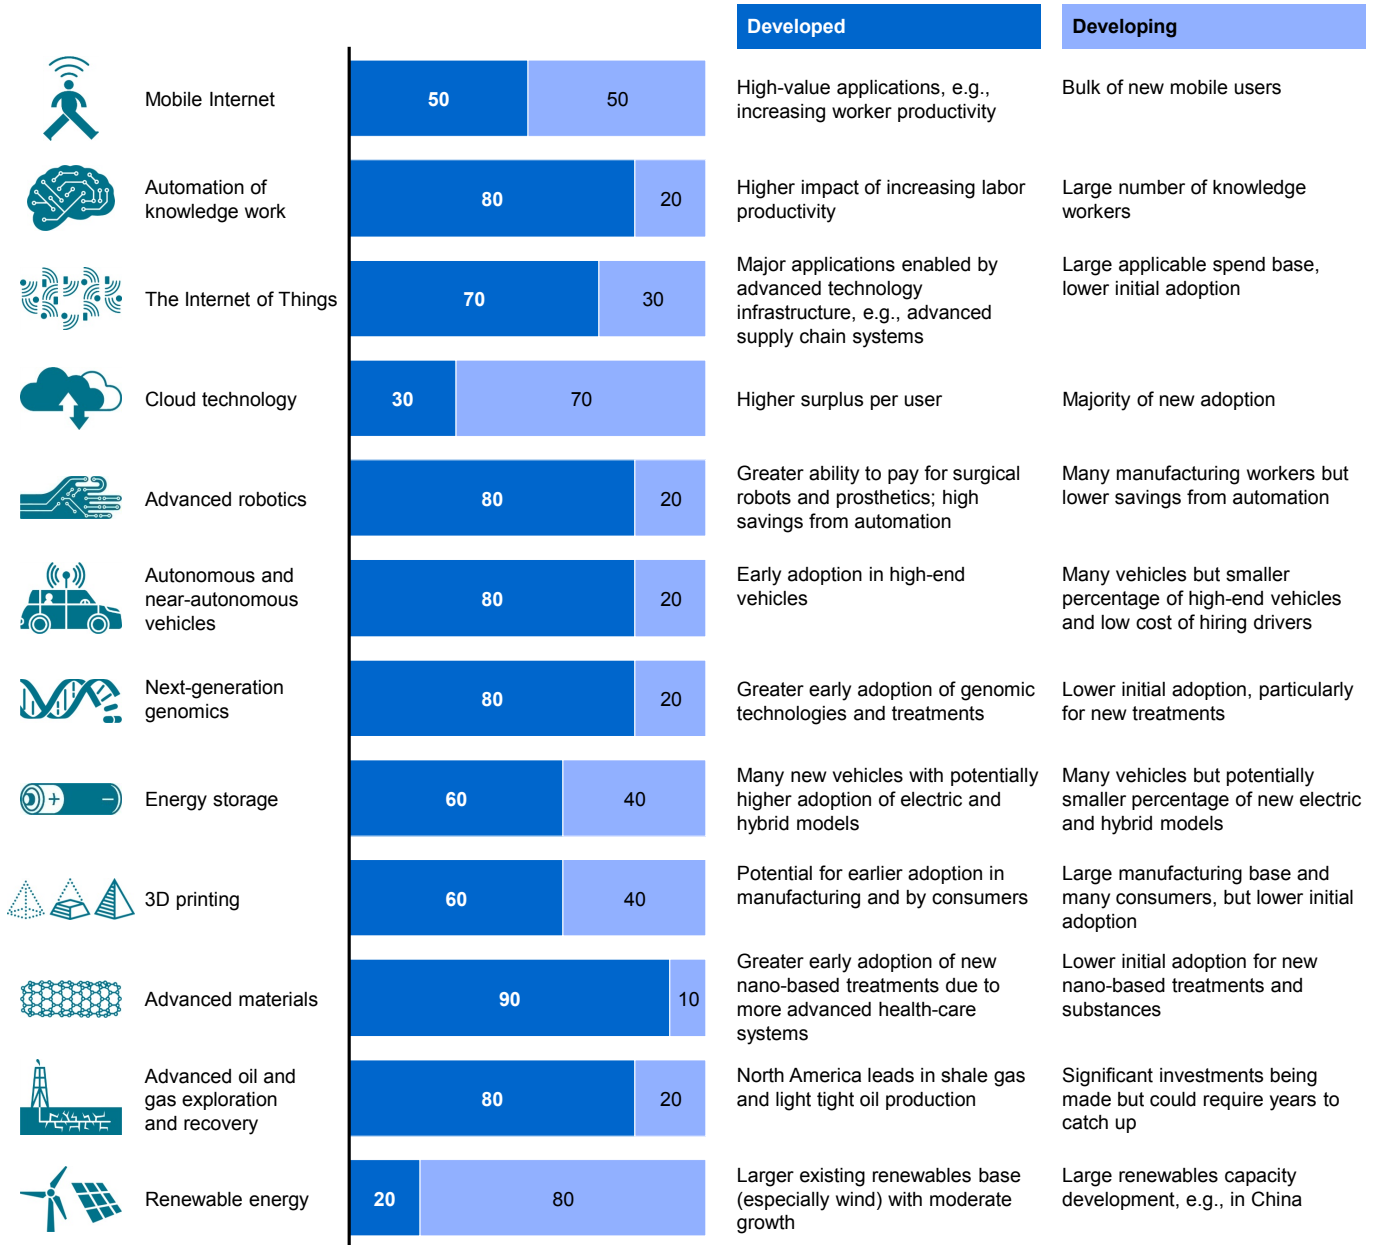 Developed
Developing
Mobile Internet
50
50
High-value applications, e.g.,
increasing worker productivity
Bulk of new mobile users
Automation of
knowledge work
80
20
Higher impact of increasing labor
productivity
Large number of knowledge
workers
The Internet of Things
70
30
Major applications enabled by
advanced technology
infrastructure, e.g., advanced
supply chain systems
Large applicable spend base,
lower initial adoption
Cloud technology
30
70
Higher surplus per user
Majority of new adoption
Advanced robotics
80
20
Greater ability to pay for surgical
robots and prosthetics; high
savings from automation
Many manufacturing workers but
lower savings from automation
Autonomous and
near-autonomous
vehicles
80
20
Early adoption in high-end
vehicles
Many vehicles but smaller
percentage of high-end vehicles
and low cost of hiring drivers
Next-generation
genomics
80
20
Greater early adoption of genomic
technologies and treatments
Lower initial adoption, particularly
for new treatments
Energy storage
60
40
Many new vehicles with potentially
higher adoption of electric and
hybrid models
Many vehicles but potentially
smaller percentage of new electric
and hybrid models
3D printing
60
40
Potential for earlier adoption in
manufacturing and by consumers
Large manufacturing base and
many consumers, but lower initial
adoption
Advanced materials
90
10
Greater early adoption of new
nano-based treatments due to
more advanced health-care
systems
Lower initial adoption for new
nano-based treatments and
substances
Advanced oil and
gas exploration
and recovery
80
20
North America leads in shale gas
and light tight oil production
Significant investments being
made but could require years to
catch up
Renewable energy
20
80
Larger existing renewables base
(especially wind) with moderate
growth
Large renewables capacity
development, e.g., in China